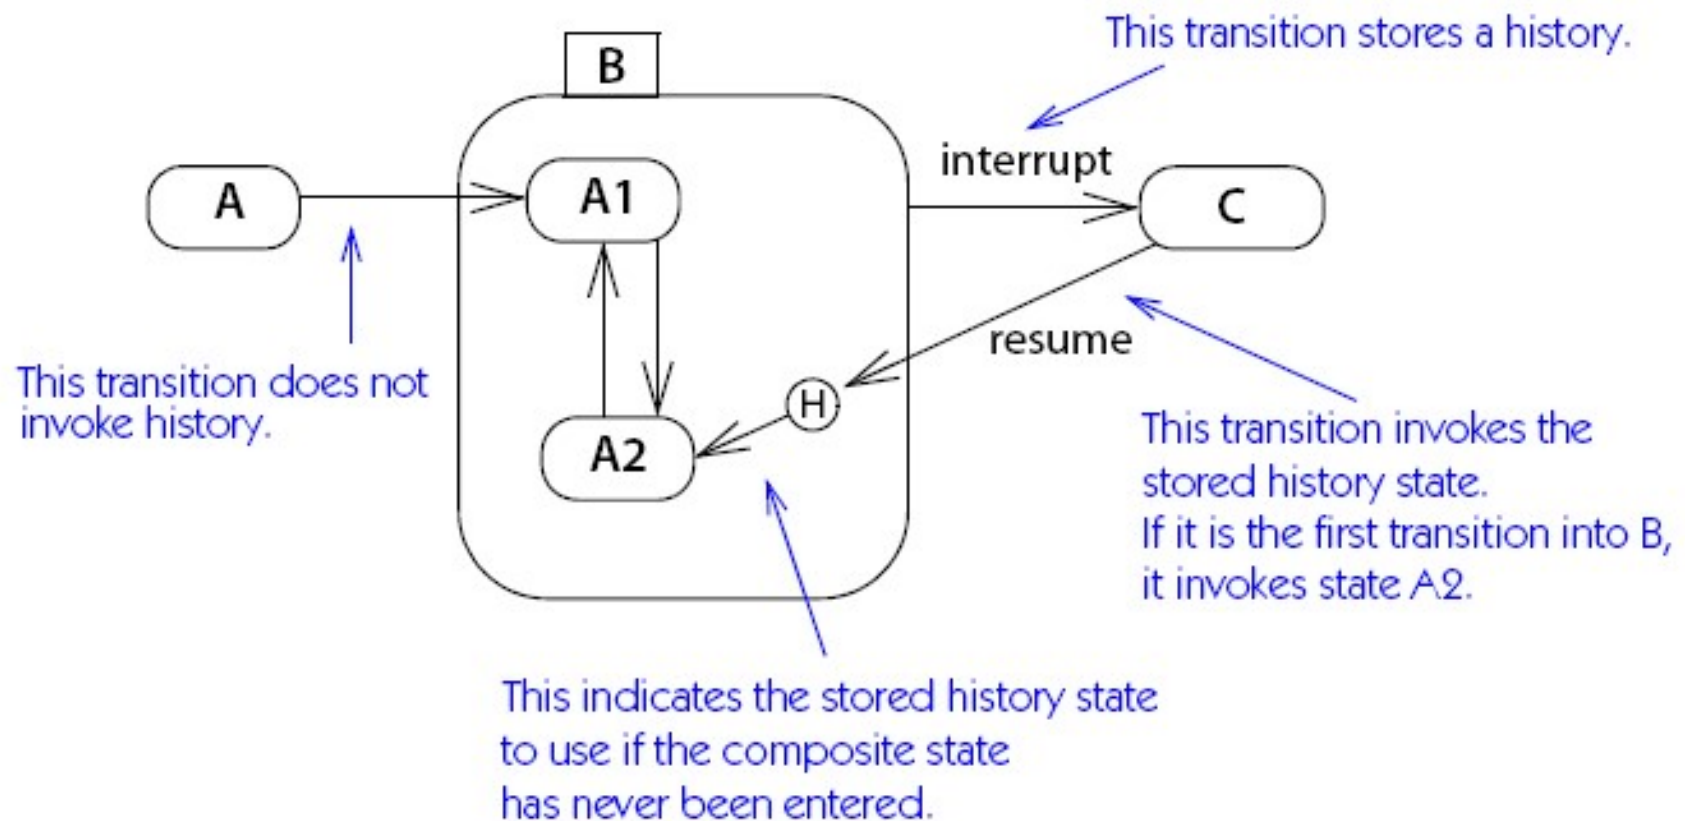 This transition stores a history.
B
interrupt
A
A1
C
resume
This transition does not
invoke history.
H
A2
This transition invokes the
stored history state.
If it is the first transition into B,
it invokes state A2.
This indicates the stored history state
to use if the composite state
has never been entered.